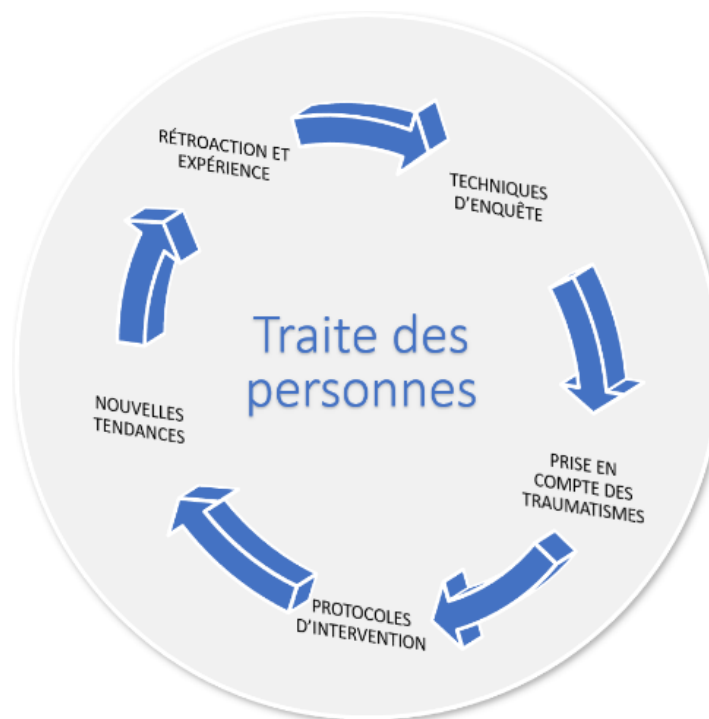 RÉTROACTION ET
EXPÉRIENCE
TECHNIQUES
D'ENQUÊTE
Traite des
personnes
NOUVELLES
TENDANCES
PRISE EN
COMPTE DES
TRAUMATISMES
PROTOCOLES
D'INTERVENTION